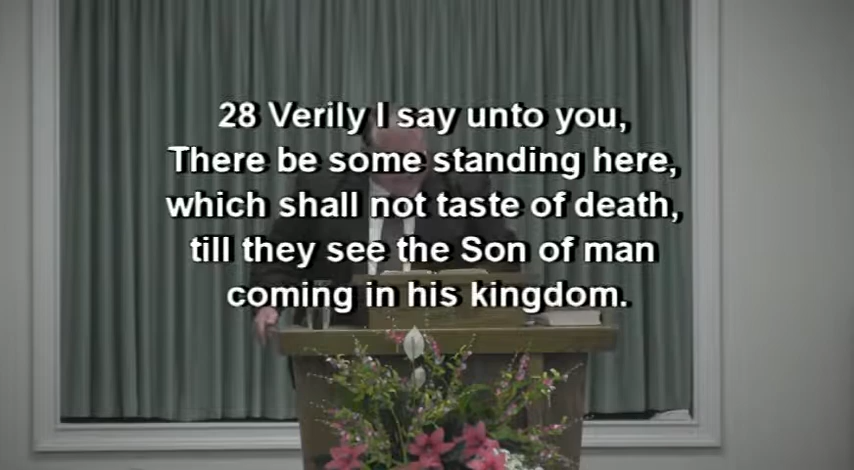 28 Verily I say unto you,
There be some standing here,
which shall not taste of death,
till they see the Son of man
coming in his kingdom.